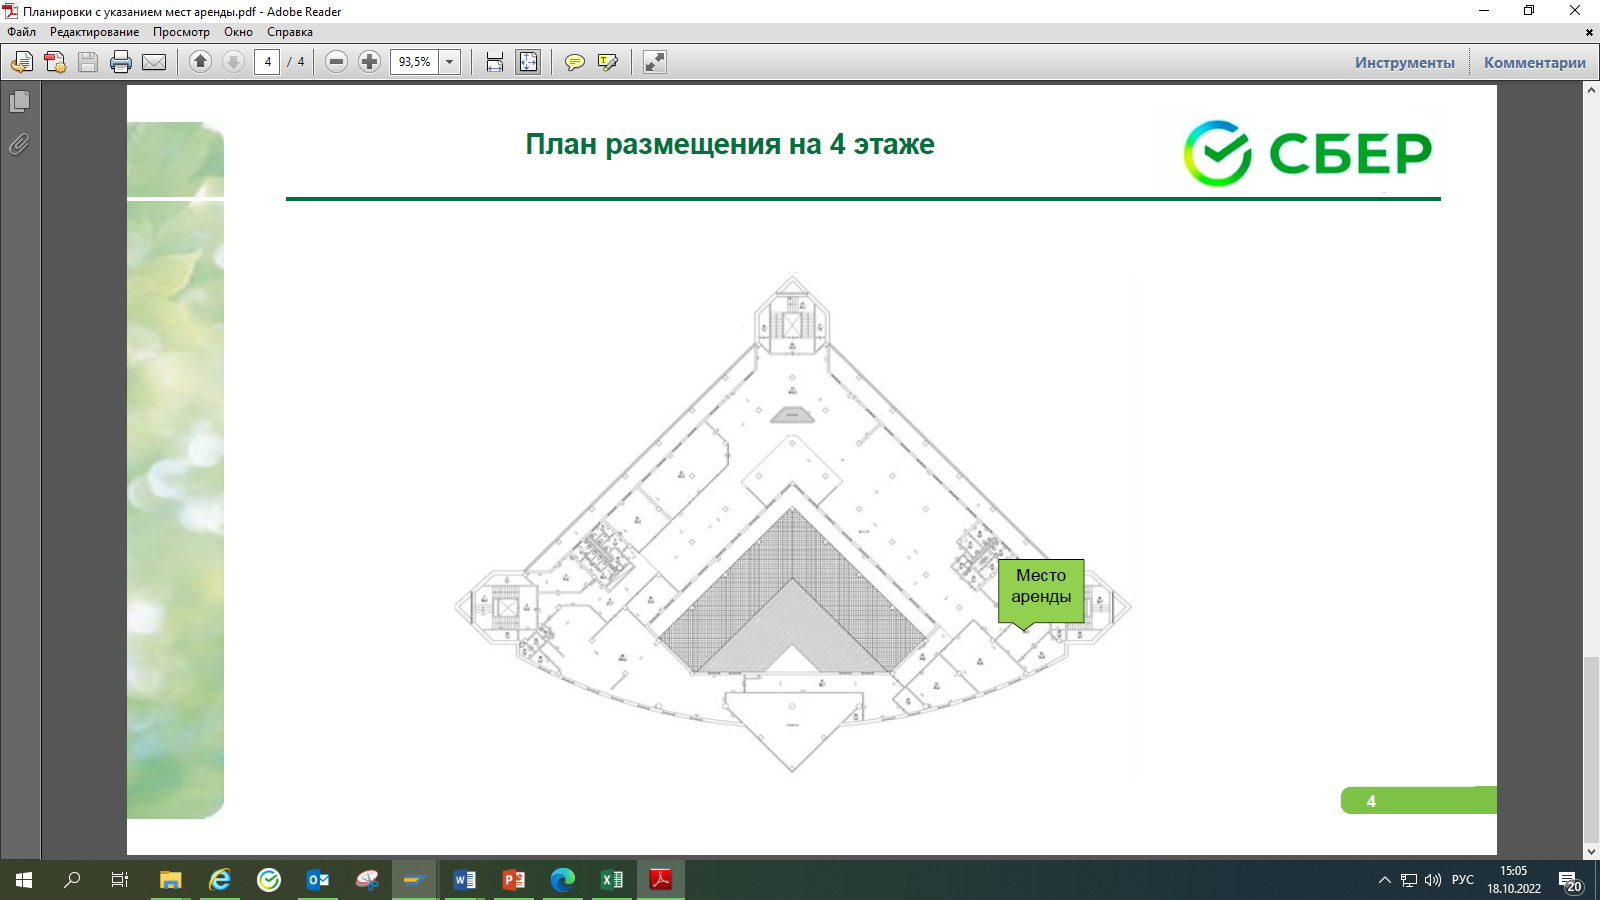 Планировки с указанием мест аренды.pdf - Adobe Reader
Файл Редактирование Просмотр Окно Справка
4 / 4 93,5% Инструменты Комментарии
План размещения на 4 этаже
СБЕР
Место
аренды
4
РУС
15:05
18.10.2022
20